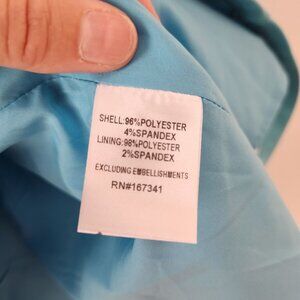 SHELL:96%POLYESTER
4%SPANDEX
LINING:98%POLYESTER
2%SPANDEX
EXCLUDING EMBELLISHMENTS
RN#167341